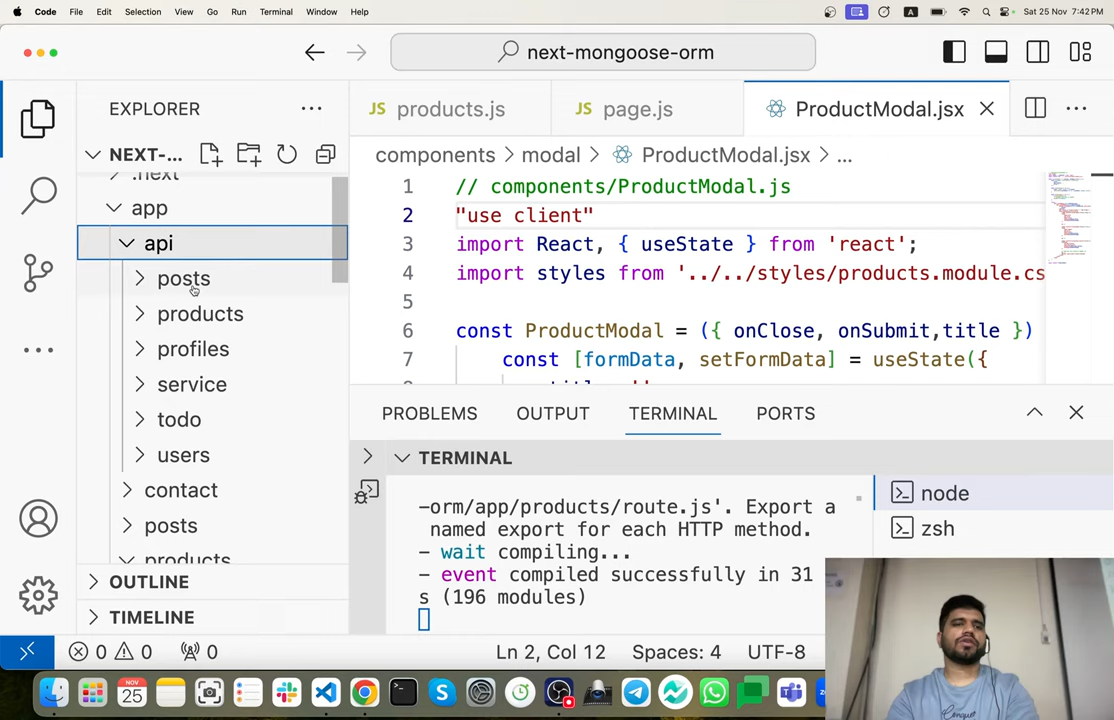 Code File Edit Selection View Go Run Terminal Window Help A Sat 25 Nov 7:42 PM
next-mongoose-orm
EXPLORER
NEXT-...
.next
app
api
posts
products
profiles
service
todo
users
contact
posts
products
OUTLINE
TIMELINE
JS products.js
JS page.js
ProductModal.jsx
components > modal > ProductModal.jsx > ...
1 // components/ProductModal.js
2 "use client"
3 import React, { useState } from 'react';
4 import styles from '../../styles/products.module.cs
5
6 const ProductModal = ({ onClose, onSubmit,title })
7 const [formData, setFormData] = useState({
PROBLEMS OUTPUT TERMINAL PORTS
TERMINAL
-orm/app/products/route.js'. Export a
named export for each HTTP method.
- wait compiling...
- event compiled successfully in 31
s (196 modules)
node
zsh
0 0 0
Ln 2, Col 12 Spaces: 4 UTF-8
NOV
25